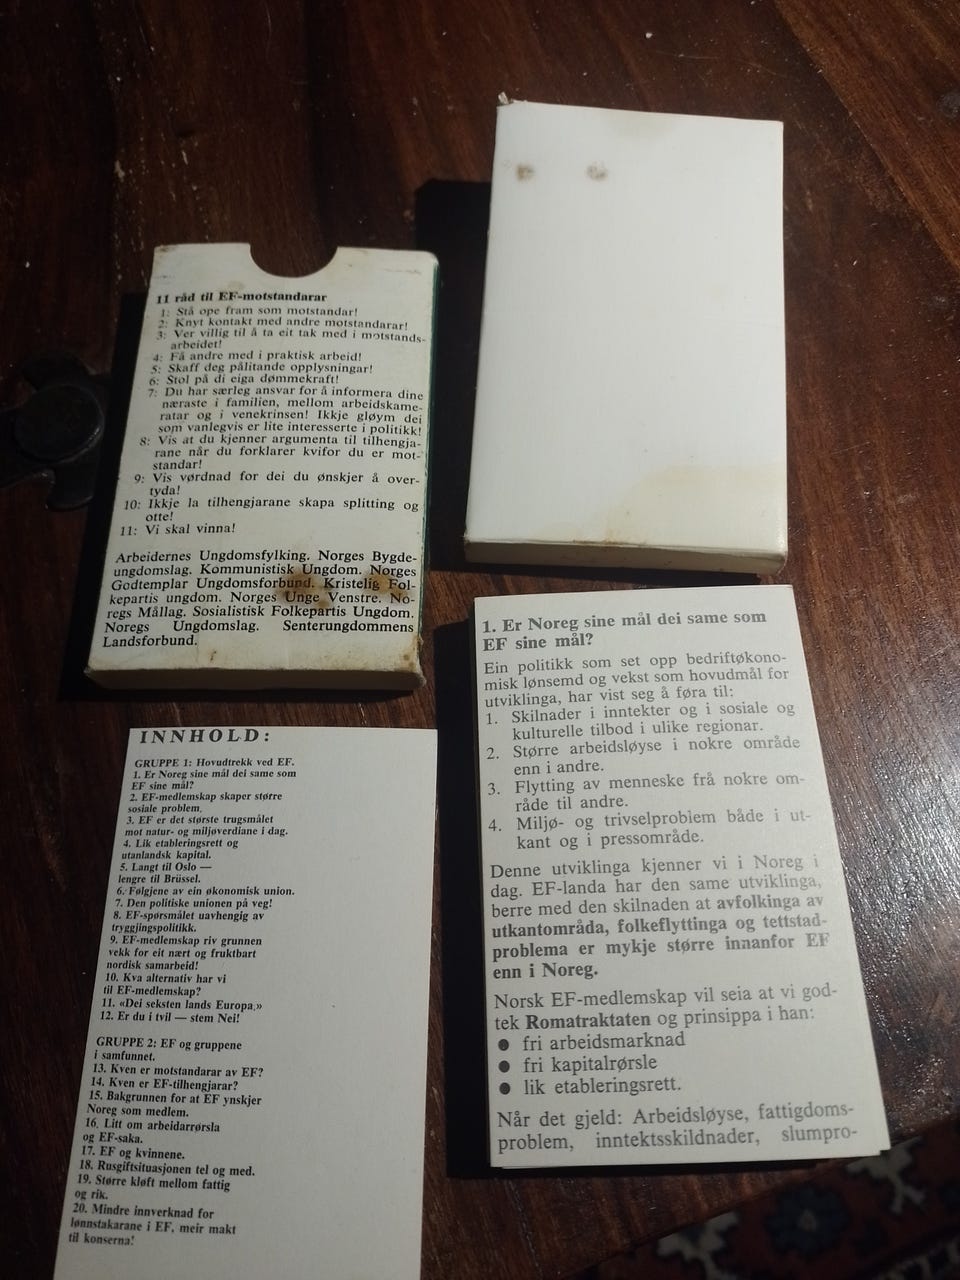 11 råd til EF-motstandarar
1: Stå ope fram som motstandar!
2: Knyt kontakt med andre motstandarar!
3: Ver villig til å ta eit tak med i motstands-
arbeidet!
4: Få andre med i praktisk arbeid!
5: Skaff deg pålitande opplysningar!
6: Stol på di eiga dømmekraft!
7: Du har særleg ansvar for å informera dine
næraste i familien, mellom arbeidskame-
ratar og i venekrinsen! Ikkje gløym dei
som vanlegvis er lite interesserte i politikk!
8: Vis at du kjenner argumenta til tilhengja-
rane når du forklarer kvifor du er mot-
standar!
9: Vis vørdnad for dei du ønskjer å over-
tyda!
10: Ikkje la tilhengjarane skapa splitting og
otte!
11: Vi skal vinna!
Arbeidernes Ungdomsfylking. Norges Bygde-
ungdomslag. Kommunistisk Ungdom. Norges
Godtemplar Ungdomsforbund. Kristelig Fol-
kepartis ungdom. Norges Unge Venstre. No-
regs Mållag. Sosialistisk Folkepartis Ungdom.
Noregs Ungdomslag. Senterungdommens
Landsforbund.
INNHOLD:
GRUPPE 1: Hovudtrekk ved EF.
1. Er Noreg sine mål dei same som
EF sine mål?
2. EF-medlemskap skaper større
sosiale problem.
3. EF er det største trugsmålet
mot natur- og miljøverdiane i dag.
4. Lik etableringsrett og
utanlandsk kapital.
5. Langt til Oslo —
lengre til Brüssel.
6. Følgjene av ein økonomisk union.
7. Den politiske unionen på veg!
8. EF-spørsmålet uavhengig av
tryggjingspolitikk.
9. EF-medlemskap riv grunnen
vekk for eit nært og fruktbart
nordisk samarbeid!
10. Kva alternativ har vi
til EF-medlemskap?
11. «Dei seksten lands Europa.»
12. Er du i tvil — stem Nei!
GRUPPE 2: EF og gruppene
i samfunnet.
13. Kven er motstandarar av EF?
14. Kven er EF-tilhengjarar?
15. Bakgrunnen for at EF ynskjer
Noreg som medlem.
16. Litt om arbeidarrørsla
og EF-saka.
17. EF og kvinnene.
18. Rusgiftsituasjonen tel og med.
19. Større kløft mellom fattig
og rik.
20. Mindre innverknad for
lønnstakarane i EF, meir makt
til konserna!
1. Er Noreg sine mål dei same som
EF sine mål?
Ein politikk som set opp bedriftøkono-
misk lønsemd og vekst som hovudmål for
utviklinga, har vist seg å føra til:
1. Skilnader i inntekter og i sosiale og
kulturelle tilbod i ulike regionar.
2. Større arbeidsløyse i nokre område
enn i andre.
3. Flytting av menneske frå nokre om-
råde til andre.
4. Miljø- og trivselproblem både i ut-
kant og i pressområde.
Denne utviklinga kjenner vi i Noreg i
dag. EF-landa har den same utviklinga,
berre med den skilnaden at avfolkinga av
utkantområda, folkeflyttinga og tettstad-
problema er mykje større innanfor EF
enn i Noreg.
Norsk EF-medlemskap vil seia at vi god-
tek Romatraktaten og prinsippa i han:
● fri arbeidsmarknad
● fri kapitalrørsle
● lik etableringsrett.
Når det gjeld: Arbeidsløyse, fattigdoms-
problem, inntektsskildnader, slumpro-